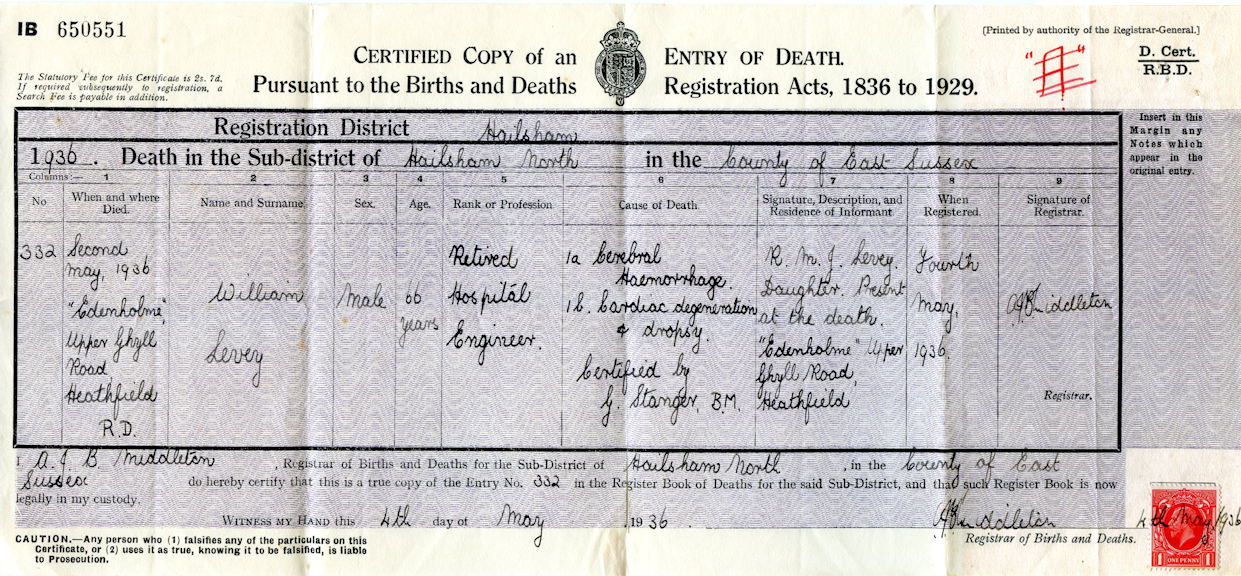 IB 650551
[Printed by authority of the Registrar-General.]
CERTIFIED COPY of an ENTRY OF DEATH.
Pursuant to the Births and Deaths Registration Acts, 1836 to 1929.
D. Cert.
R.B.D.
The Statutory Fee for this Certificate is 2s. 7d.
If required subsequently to registration, a
Search Fee is payable in addition.
Registration District Hailsham
1936. Death in the Sub-district of Hailsham North in the County of East Sussex
Insert in this
Margin any
Notes which
appear in the
original entry.
Columns:— 1 2 3 4 5 6 7 8 9
No
When and where
Died.
Name and Surname
Sex.
Age.
Rank or Profession
Cause of Death.
Signature, Description, and
Residence of Informant
When
Registered.
Signature of
Registrar.
332
Second
May, 1936
"Edenholme",
Upper Ghyll
Road
Heathfield
R.D.
William
Levey
Male
66
years
Retired
Hospital
Engineer.
1a Cerebral
Haemorrhage.
1b. Cardiac degeneration
& dropsy.
Certified by
G. Stanger, B.M.
R. M. J. Levey.
Daughter. Present
at the death.
"Edenholme" Upper
Ghyll Road,
Heathfield
Fourth
May,
1936.
A J B Middleton
Registrar.
I A. J. B. Middleton, Registrar of Births and Deaths for the Sub-District of Hailsham North, in the County of East
Sussex do hereby certify that this is a true copy of the Entry No. 332 in the Register Book of Deaths for the said Sub-District, and that such Register Book is now
legally in my custody.
WITNESS MY HAND this 4th day of May, 1936. A J B Middleton
4th May 1936
Registrar of Births and Deaths.
CAUTION.—Any person who (1) falsifies any of the particulars on this
Certificate, or (2) uses it as true, knowing it to be falsified, is liable
to Prosecution.
1 ONE PENNY 1